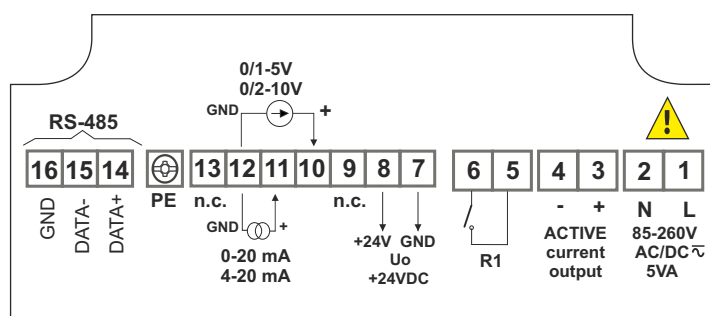 0/1-5V
0/2-10V
GND +
RS-485
16 15 14 13 12 11 10 9 8 7 6 5 4 3 2 1
PE n.c. n.c. - + N L
GND
DATA-
DATA+
GND +
0-20 mA
4-20 mA
+24V GND
Uo
+24VDC
R1
ACTIVE
current
output
85-260V
AC/DC
5VA